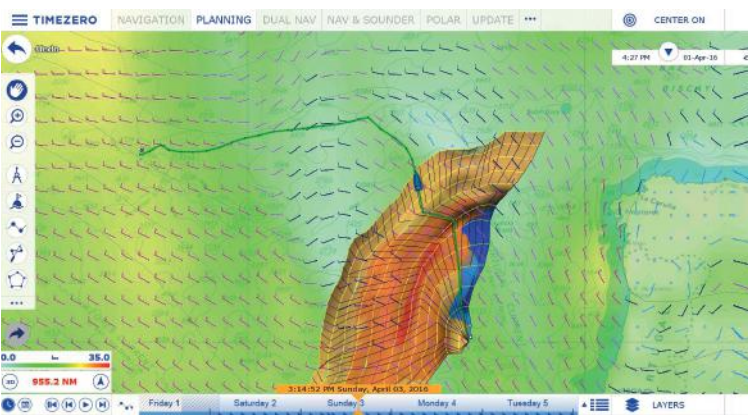 TIMEZERO NAVIGATION PLANNING DUAL NAV NAV & SOUNDER POLAR UPDATE ••• CENTER ON
4:27 PM 01-Apr-16
BISCAY
0.0 35.0
3D 955.2 NM
3:14:52 PM Sunday, April 03, 2016
Friday 1 Saturday 2 Sunday 3 Monday 4 Tuesday 5 LAYERS